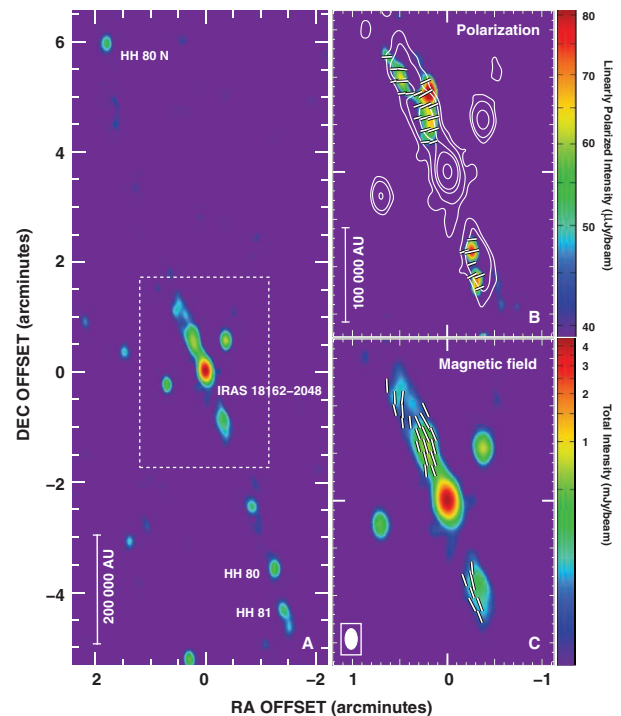 6
4
2
0
−2
−4
2
0
−2
HH 80 N
IRAS 18162−2048
HH 80
HH 81
200 000 AU
A
DEC OFFSET (arcminutes)
RA OFFSET (arcminutes)
Polarization
100 000 AU
B
Magnetic field
C
1
0
−1
80
70
60
50
40
Linearly Polarized Intensity (μJy/beam)
4
3
2
1
Total Intensity (mJy/beam)